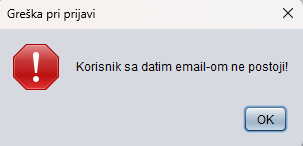 Greška pri prijavi
Korisnik sa datim email-om ne postoji!
OK